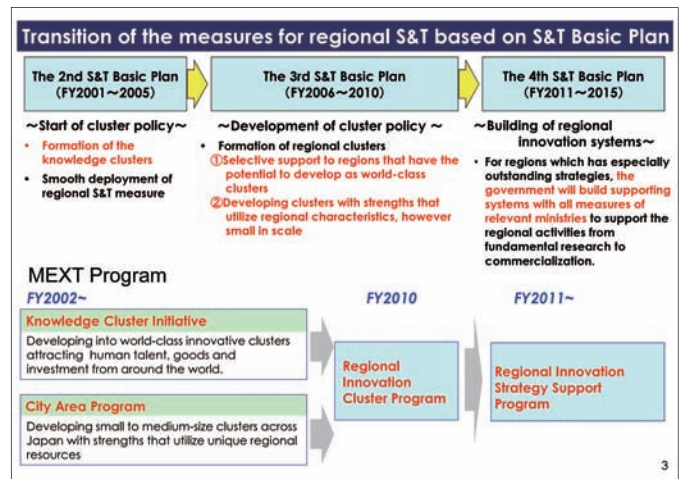 Transition of the measures for regional S&T based on S&T Basic Plan
The 2nd S&T Basic Plan
(FY2001～2005)
The 3rd S&T Basic Plan
(FY2006～2010)
The 4th S&T Basic Plan
(FY2011～2015)
～Start of cluster policy～
• Formation of the
knowledge clusters
• Smooth deployment of
regional S&T measure
～Development of cluster policy ～
• Formation of regional clusters
①Selective support to regions that have the
potential to develop as world-class
clusters
②Developing clusters with strengths that
utilize regional characteristics, however
small in scale
～Building of regional
innovation systems～
• For regions which has especially
outstanding strategies, the
government will build supporting
systems with all measures of
relevant ministries to support the
regional activities from
fundamental research to
commercialization.
MEXT Program
FY2002~
FY2010
FY2011~
Knowledge Cluster Initiative
Developing into world-class innovative clusters
attracting human talent, goods and
investment from around the world.
City Area Program
Developing small to medium-size clusters across
Japan with strengths that utilize unique regional
resources
Regional
Innovation
Cluster Program
Regional Innovation
Strategy Support
Program
3